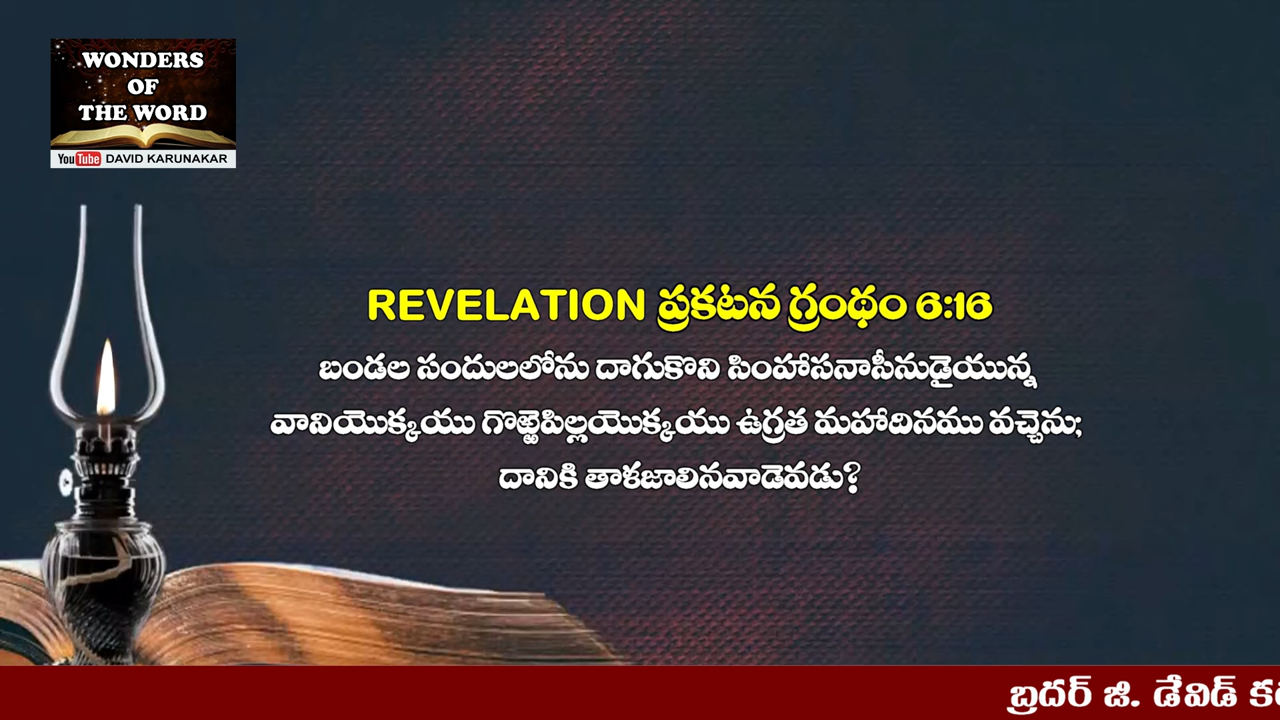 WONDERS
OF
THE WORD
YouTube DAVID KARUNAKAR
REVELATION ప్రకటన గ్రంథం 6:16
బండల సందులలోను దాగుకొని సింహాసనాసీనుడైయున్న
వానియొక్కయు గొఱ్ఱెపిల్లయొక్కయు ఉగ్రత మహాదినము వచ్చెను;
దానికి తాళజాలినవాడెవడు?
బ్రదర్ జి. డేవిడ్